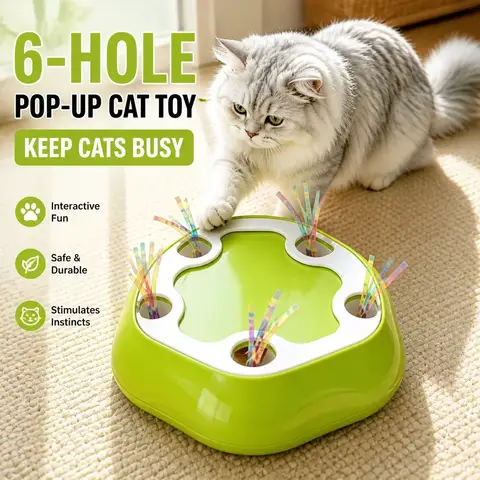 6-HOLE
POP-UP CAT TOY
KEEP CATS BUSY
Interactive
Fun
Safe &
Durable
Stimulates
Instincts